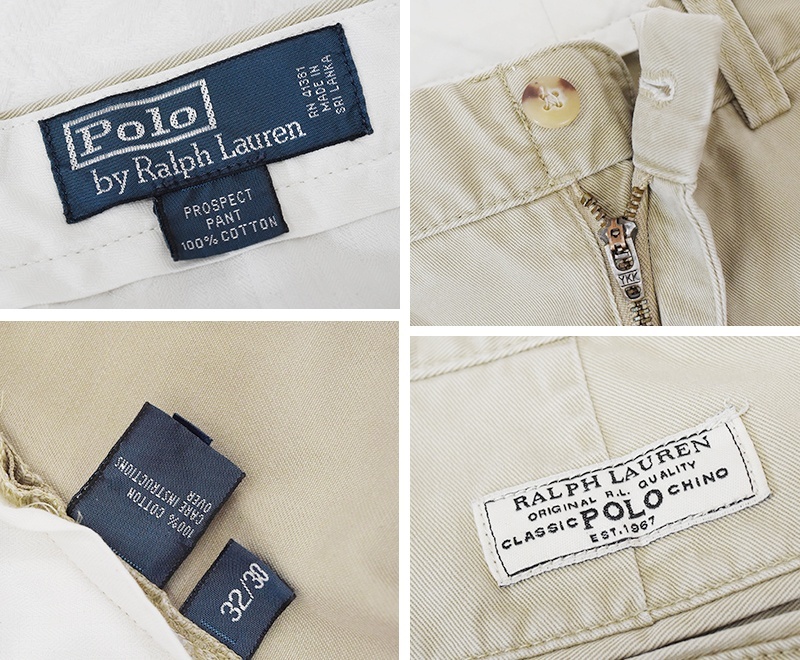 Polo
by Ralph Lauren
RN 41381
MADE IN
SRI LANKA
PROSPECT
PANT
100% COTTON
YKK
100% COTTON
CARE INSTRUCTIONS
OVER
32/30
RALPH LAUREN
ORIGINAL R.L. QUALITY
CLASSIC POLO CHINO
EST. 1967